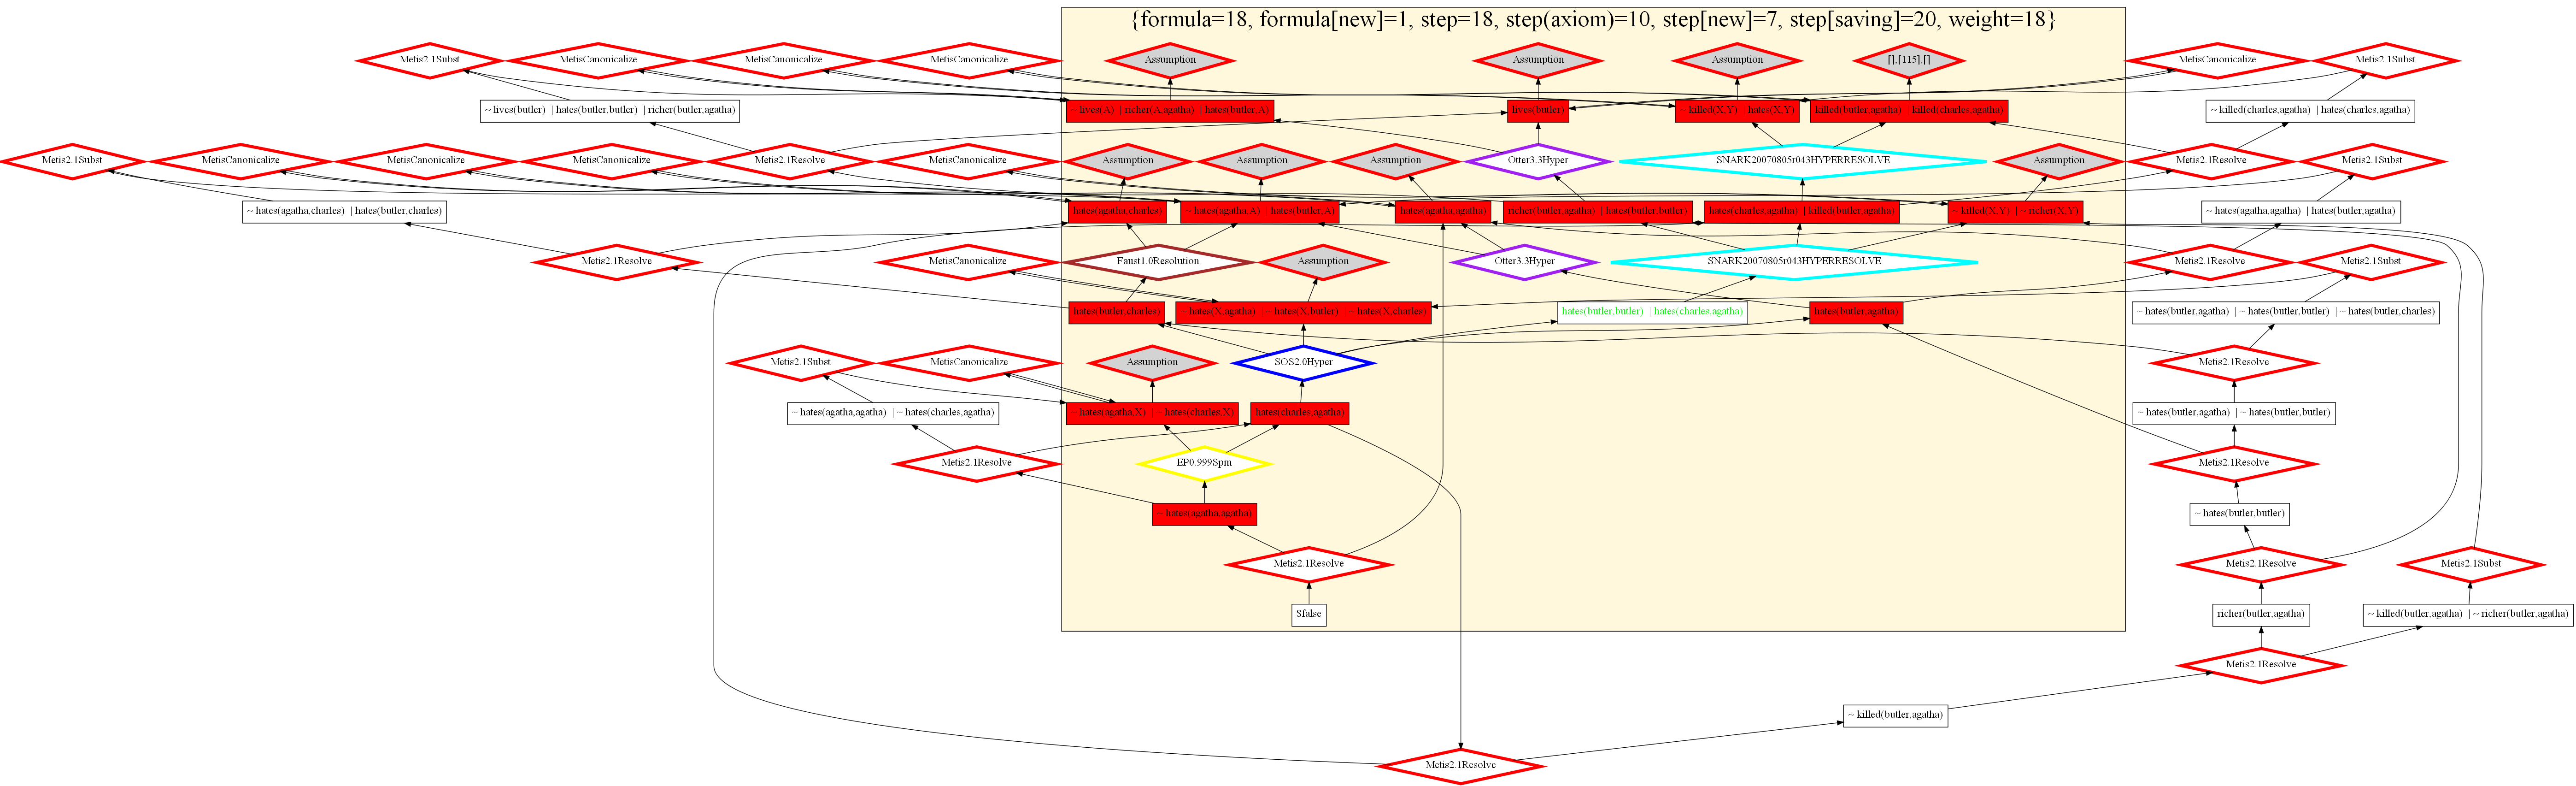 {formula=18, formula[new]=1, step=18, step(axiom)=10, step[new]=7, step[saving]=20, weight=18}
Metis2.1Subst
MetisCanonicalize
MetisCanonicalize
MetisCanonicalize
Assumption
Assumption
Assumption
[].[115].[]
MetisCanonicalize
Metis2.1Subst
~ lives(butler) | hates(butler,butler) | richer(butler,agatha)
~ lives(A) | richer(A,agatha) | hates(butler,A)
lives(butler)
~ killed(X,Y) | hates(X,Y)
killed(butler,agatha) | killed(charles,agatha)
~ killed(charles,agatha) | hates(charles,agatha)
Metis2.1Subst
MetisCanonicalize
MetisCanonicalize
MetisCanonicalize
Metis2.1Resolve
MetisCanonicalize
Assumption
Assumption
Assumption
Otter3.3Hyper
SNARK20070805r043HYPERRESOLVE
Assumption
Metis2.1Resolve
Metis2.1Subst
~ hates(agatha,charles) | hates(butler,charles)
hates(agatha,charles)
~ hates(agatha,A) | hates(butler,A)
hates(agatha,agatha)
richer(butler,agatha) | hates(butler,butler)
hates(charles,agatha) | killed(butler,agatha)
~ killed(X,Y) | ~ richer(X,Y)
~ hates(agatha,agatha) | hates(butler,agatha)
Metis2.1Resolve
MetisCanonicalize
Faust1.0Resolution
Assumption
Otter3.3Hyper
SNARK20070805r043HYPERRESOLVE
Metis2.1Resolve
Metis2.1Subst
hates(butler,charles)
~ hates(X,agatha) | ~ hates(X,butler) | ~ hates(X,charles)
hates(butler,butler) | hates(charles,agatha)
hates(butler,agatha)
~ hates(butler,agatha) | ~ hates(butler,butler) | ~ hates(butler,charles)
Metis2.1Subst
MetisCanonicalize
Assumption
SOS2.0Hyper
Metis2.1Resolve
~ hates(agatha,agatha) | ~ hates(charles,agatha)
~ hates(agatha,X) | ~ hates(charles,X)
hates(charles,agatha)
~ hates(butler,agatha) | ~ hates(butler,butler)
Metis2.1Resolve
EP0.999Spm
Metis2.1Resolve
~ hates(agatha,agatha)
~ hates(butler,butler)
Metis2.1Resolve
Metis2.1Resolve
Metis2.1Subst
$false
richer(butler,agatha)
~ killed(butler,agatha) | ~ richer(butler,agatha)
Metis2.1Resolve
~ killed(butler,agatha)
Metis2.1Resolve